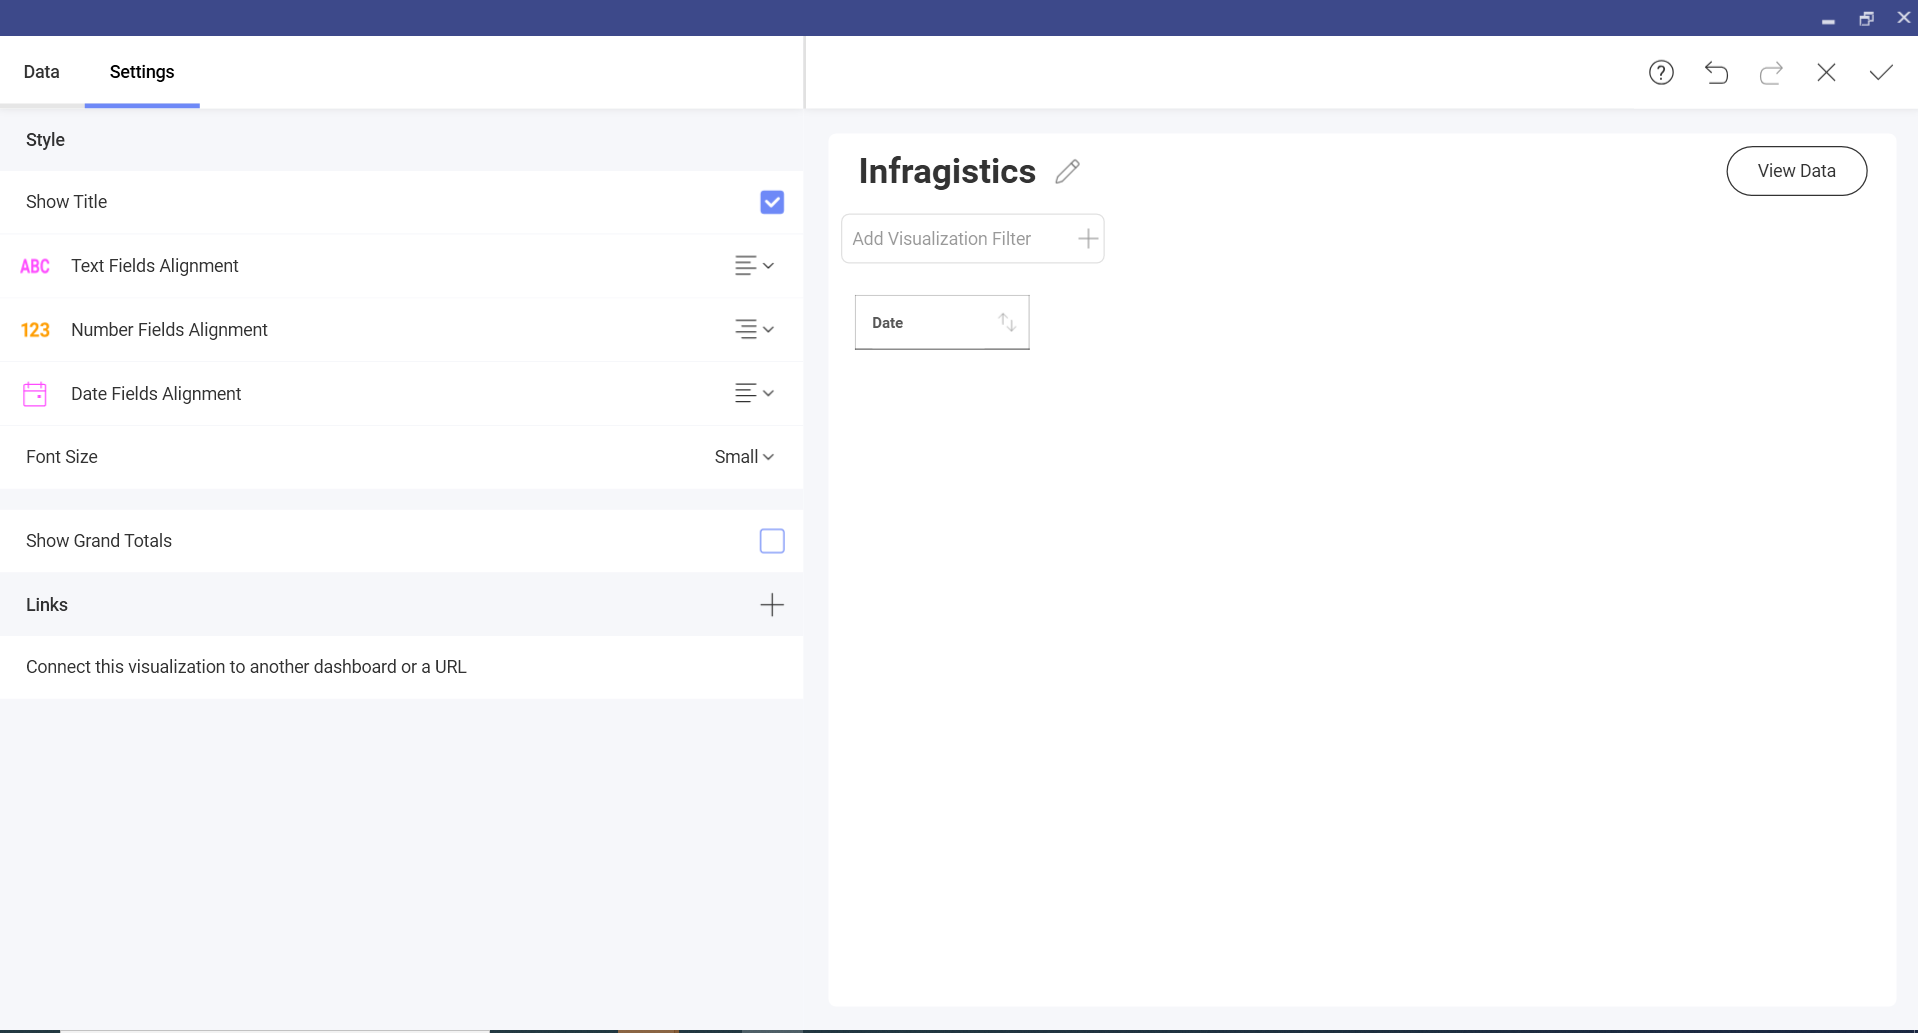 Data
Settings
Style
Show Title
ABC Text Fields Alignment
123 Number Fields Alignment
Date Fields Alignment
Font Size Small
Show Grand Totals
Links
Connect this visualization to another dashboard or a URL
?
Infragistics
View Data
Add Visualization Filter
Date